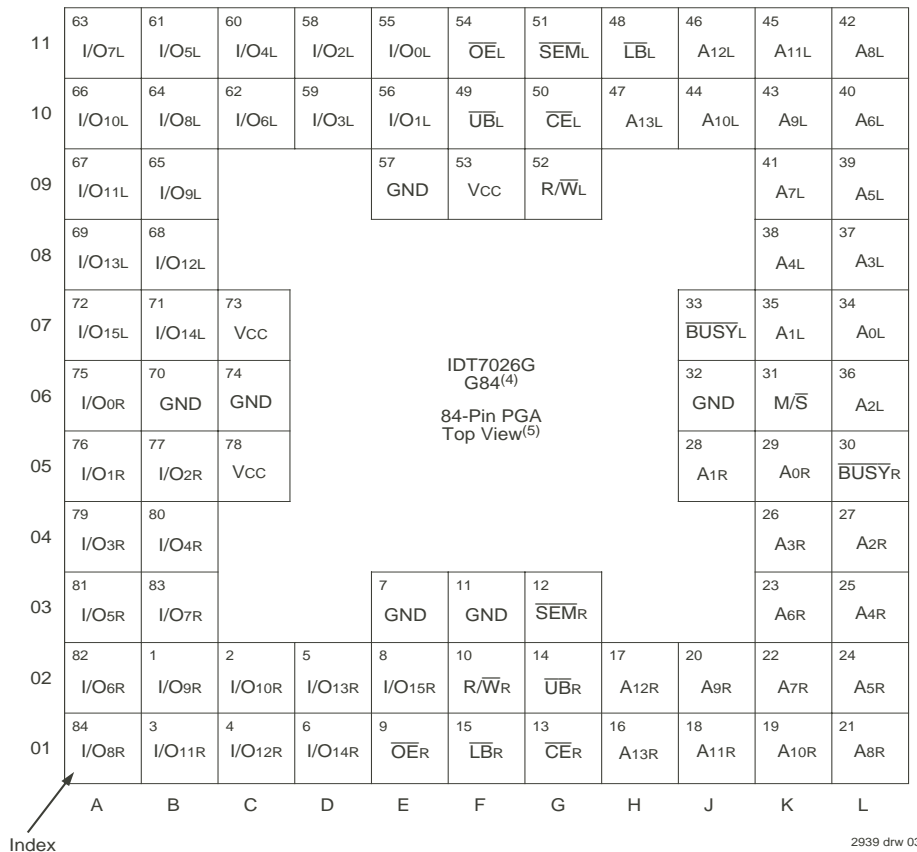 63 61 60 58 55 54 51 48 46 45 42
11 I/O7L I/O5L I/O4L I/O2L I/O0L OEL SEML LBL A12L A11L A8L
66 64 62 59 56 49 50 47 44 43 40
10 I/O10L I/O8L I/O6L I/O3L I/O1L UBL CEL A13L A10L A9L A6L
67 65 57 53 52 41 39
09 I/O11L I/O9L GND VCC R/WL A7L A5L
69 68 38 37
08 I/O13L I/O12L A4L A3L
72 71 73 33 35 34
07 I/O15L I/O14L VCC BUSYL A1L A0L
75 70 74 32 31 36
06 I/O0R GND GND GND M/S A2L
IDT7026G
G84(4)
84-Pin PGA
Top View(5)
76 77 78 28 29 30
05 I/O1R I/O2R VCC A1R A0R BUSYR
79 80 26 27
04 I/O3R I/O4R A3R A2R
81 83 7 11 12 23 25
03 I/O5R I/O7R GND GND SEMR A6R A4R
82 1 2 5 8 10 14 17 20 22 24
02 I/O6R I/O9R I/O10R I/O13R I/O15R R/WR UBR A12R A9R A7R A5R
84 3 4 6 9 15 13 16 18 19 21
01 I/O8R I/O11R I/O12R I/O14R OER LBR CER A13R A11R A10R A8R
A B C D E F G H J K L
Index
2939 drw 03